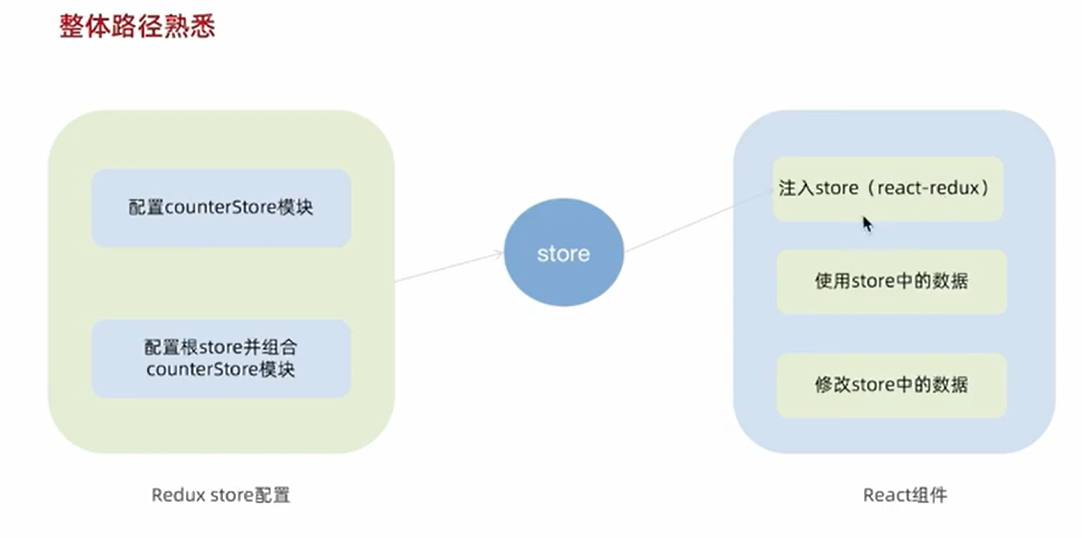 整体路径熟悉
配置counterStore模块
配置根store并组合
counterStore模块
Redux store配置
store
注入store（react-redux）
使用store中的数据
修改store中的数据
React组件